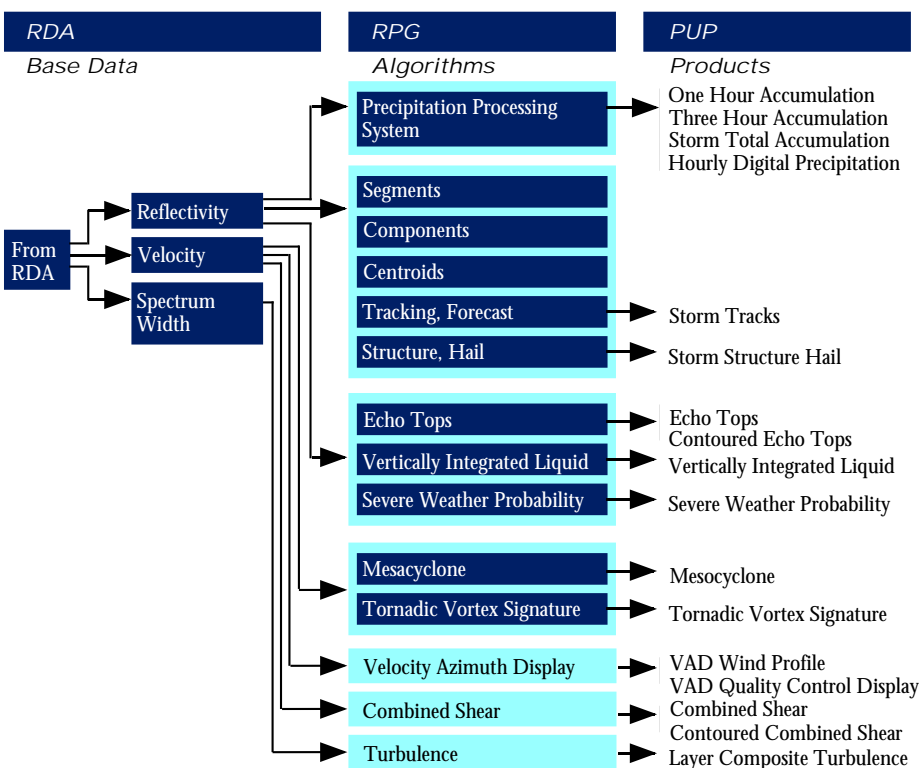 RDA
Base Data
From
RDA
Reflectivity
Velocity
Spectrum
Width
RPG
Algorithms
Precipitation Processing
System
Segments
Components
Centroids
Tracking, Forecast
Structure, Hail
Echo Tops
Vertically Integrated Liquid
Severe Weather Probability
Mesacyclone
Tornadic Vortex Signature
Velocity Azimuth Display
Combined Shear
Turbulence
PUP
Products
One Hour Accumulation
Three Hour Accumulation
Storm Total Accumulation
Hourly Digital Precipitation
Storm Tracks
Storm Structure Hail
Echo Tops
Contoured Echo Tops
Vertically Integrated Liquid
Severe Weather Probability
Mesocyclone
Tornadic Vortex Signature
VAD Wind Profile
VAD Quality Control Display
Combined Shear
Contoured Combined Shear
Layer Composite Turbulence